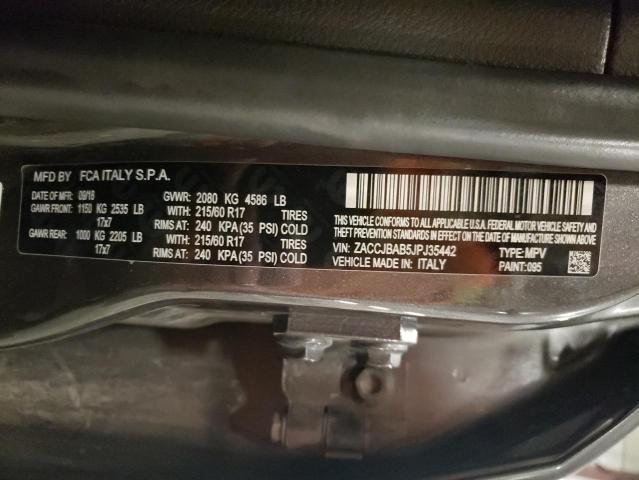 MFD BY FCA ITALY S.P.A.
DATE OF MFR: 09/18 GVWR: 2080 KG 4586 LB
GAWR FRONT: 1150 KG 2535 LB WITH 215/60 R17 TIRES
17x7 RIMS AT: 240 KPA (35 PSI) COLD
GAWR REAR: 1000 KG 2205 LB WITH 215/60 R17 TIRES
17x7 RIMS AT: 240 KPA (35 PSI) COLD
THIS VEHICLE CONFORMS TO ALL APPLICABLE U.S.A. FEDERAL MOTOR VEHICLE SAFETY AND
THEFT PREVENTION STANDARDS IN EFFECT ON THE DATE OF MANUFACTURE SHOWN ABOVE.
VIN: ZACCJBAB5JPJ35442 TYPE: MPV
VEHICLE MADE IN: ITALY PAINT: 095